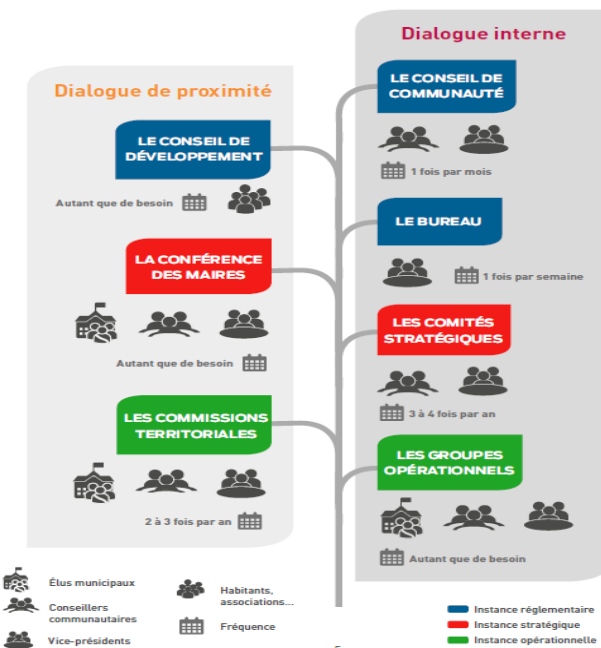 Dialogue de proximité
LE CONSEIL DE
DÉVELOPPEMENT
Autant que de besoin
LA CONFÉRENCE
DES MAIRES
Autant que de besoin
LES COMMISSIONS
TERRITORIALES
2 à 3 fois par an
Dialogue interne
LE CONSEIL DE
COMMUNAUTÉ
1 fois par mois
LE BUREAU
1 fois par semaine
LES COMITÉS
STRATÉGIQUES
3 à 4 fois par an
LES GROUPES
OPÉRATIONNELS
Autant que de besoin
Élus municipaux
Conseillers
communautaires
Vice-présidents
Habitants,
associations...
Fréquence
Instance réglementaire
Instance stratégique
Instance opérationnelle